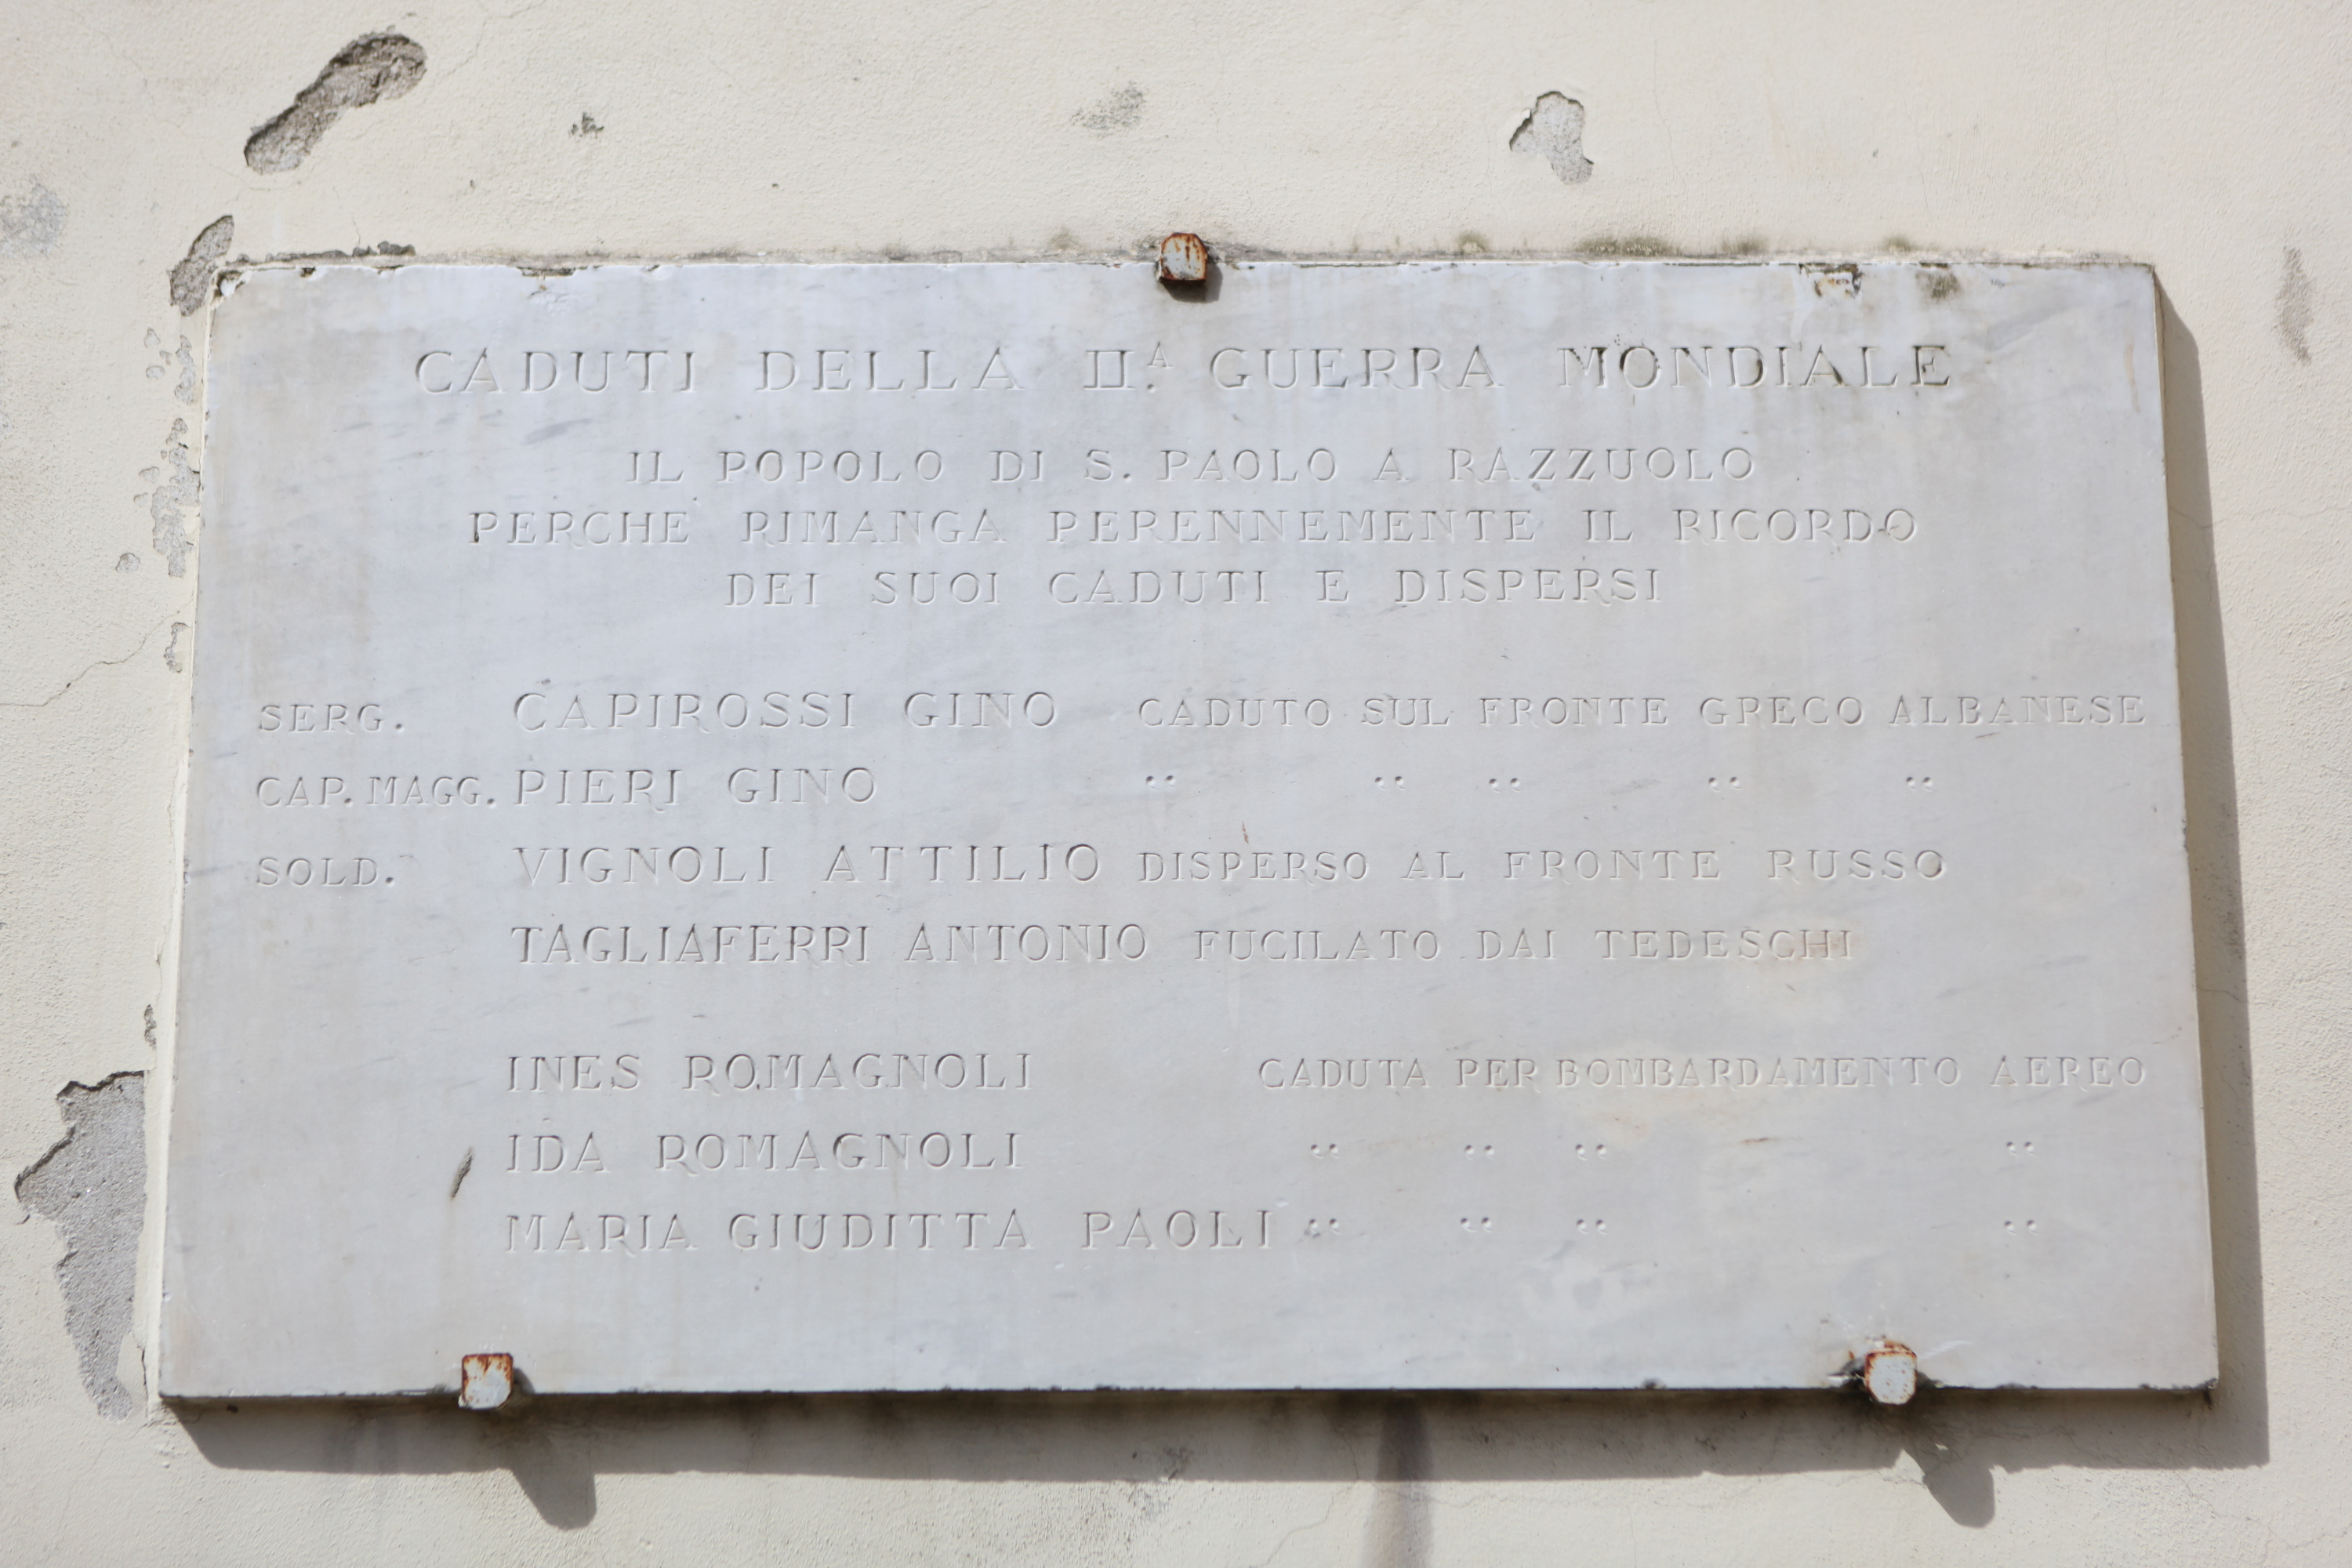 CADUTI DELLA II.A GUERRA MONDIALE
IL POPOLO DI S. PAOLO A RAZZUOLO
PERCHE RIMANGA PERENNEMENTE IL RICORDO
DEI SUOI CADUTI E DISPERSI
SERG. CAPIROSSI GINO CADUTO SUL FRONTE GRECO ALBANESE
CAP. MAGG. PIERI GINO " " " " "
SOLD. VIGNOLI ATTILIO DISPERSO AL FRONTE RUSSO
TAGLIAFERRI ANTONIO FUCILATO DAI TEDESCHI
INES ROMAGNOLI CADUTA PER BOMBARDAMENTO AEREO
IDA ROMAGNOLI " " " "
MARIA GIUDITTA PAOLI " " " "